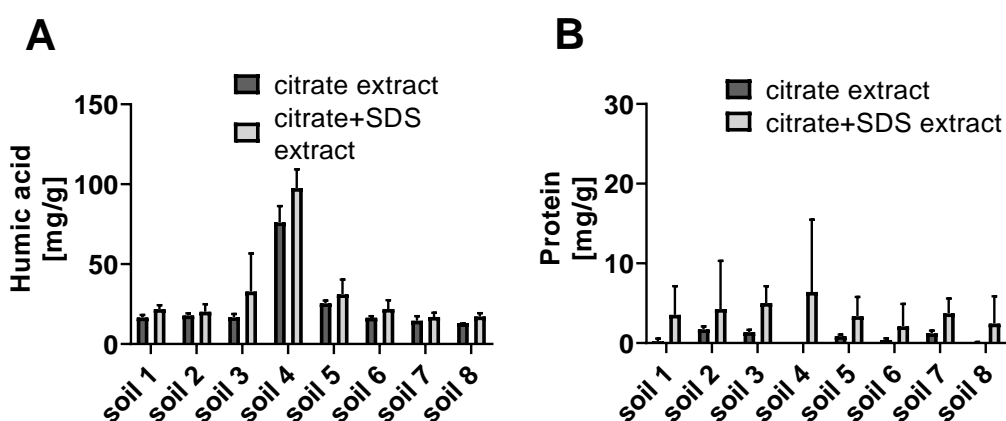 A
citrate extract
citrate+SDS
extract
Humic acid
[mg/g]
150
100
50
0
soil 1
soil 2
soil 3
soil 4
soil 5
soil 6
soil 7
soil 8
B
citrate extract
citrate+SDS extract
Protein
[mg/g]
30
20
10
0
soil 1
soil 2
soil 3
soil 4
soil 5
soil 6
soil 7
soil 8